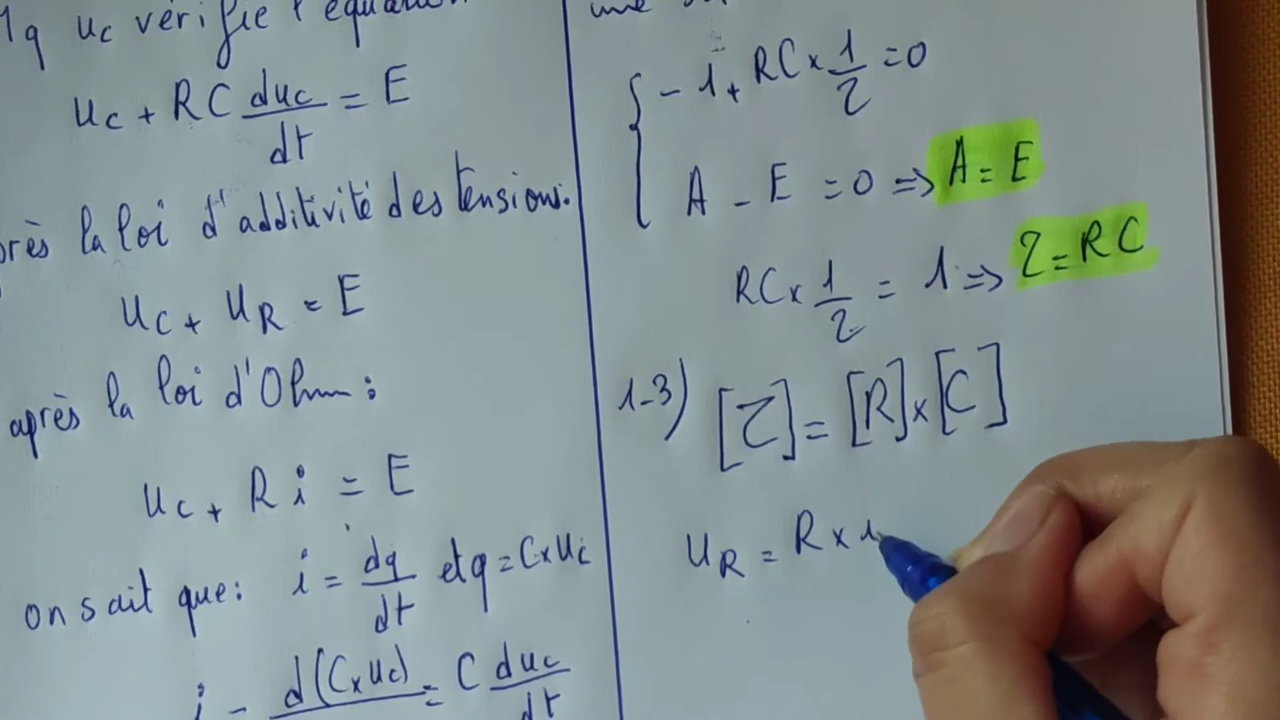 1q uc vérifie l'équation
uc + RC duc/dt = E
près la loi d'additivité des tensions.
uc + uR = E
après la loi d'Ohm :
uc + R i = E
on sait que : i = dq/dt et q = C x uc
i = d(C x uc) = C duc/dt
une
{ - 1 + RC x 1/τ = 0
A - E = 0 => A = E
RC x 1/τ = 1 => τ = RC
1-3) [τ] = [R] x [C]
uR = R x i